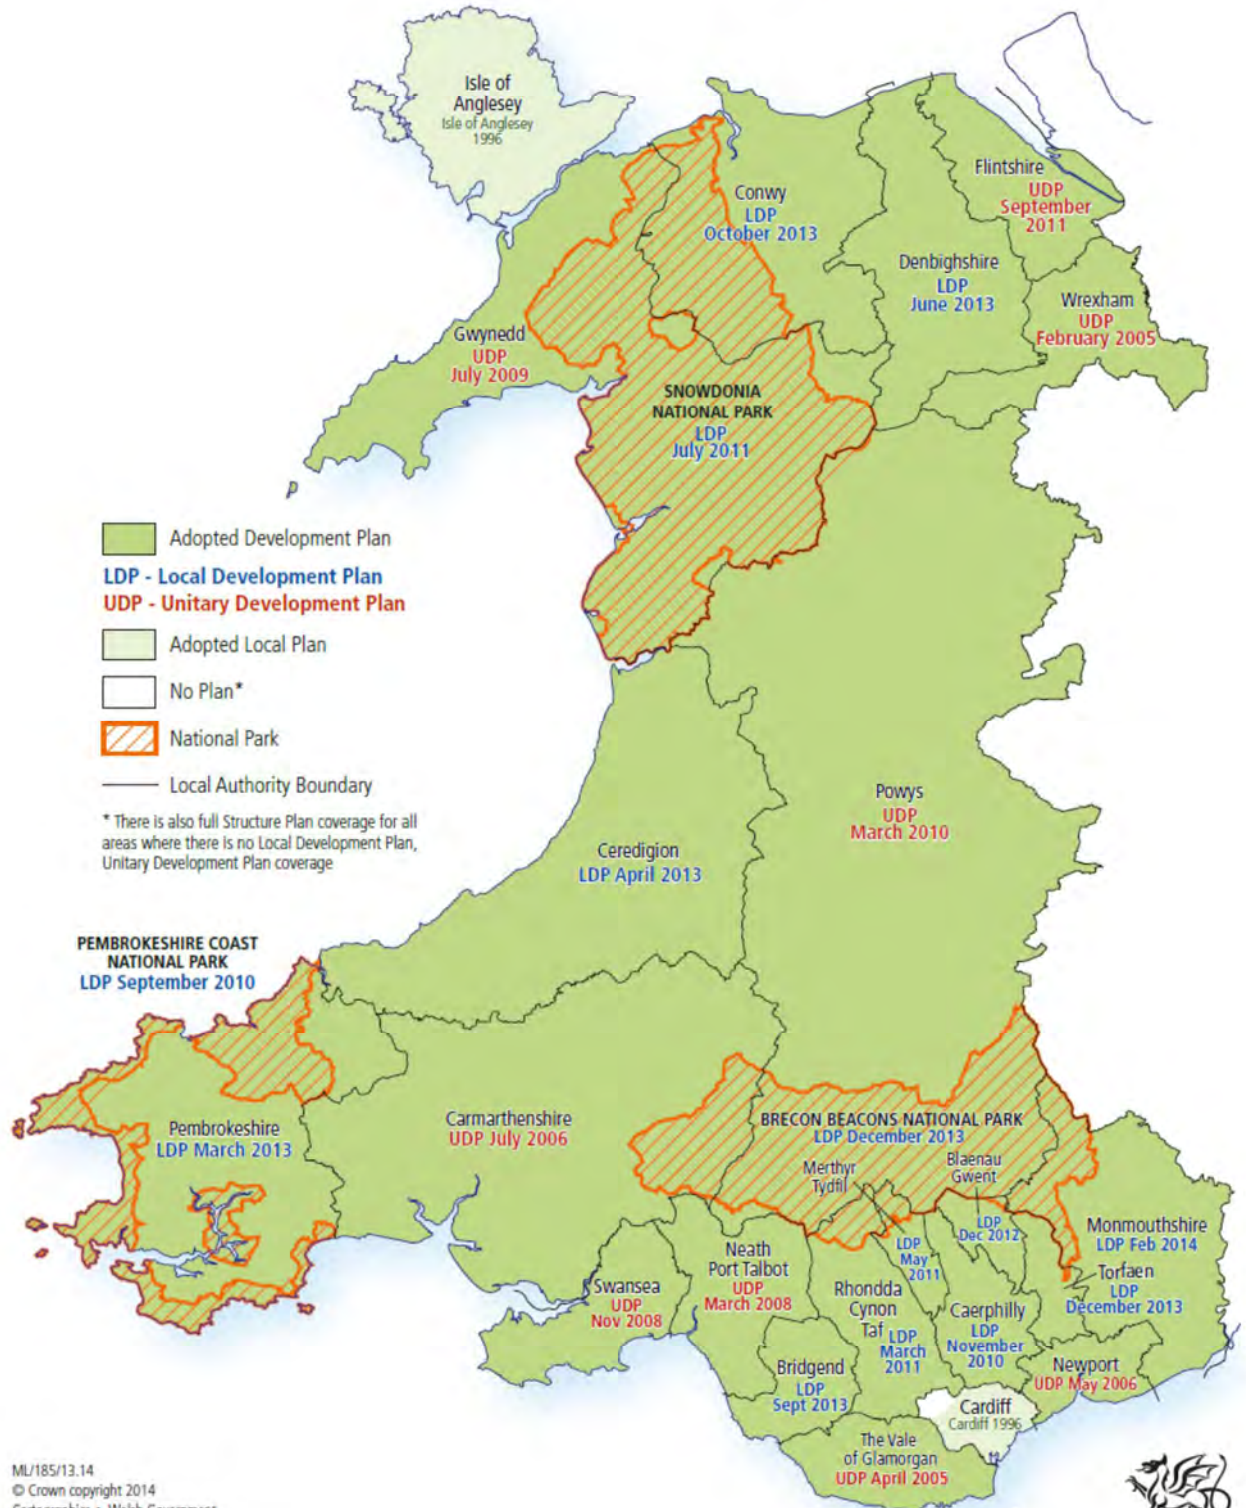 Isle of
Anglesey
Isle of Anglesey
1996
Flintshire
UDP
September
2011
Conwy
LDP
October 2013
Denbighshire
LDP
June 2013
Wrexham
UDP
February 2005
Gwynedd
UDP
July 2009
SNOWDONIA
NATIONAL PARK
LDP
July 2011
Adopted Development Plan
LDP - Local Development Plan
UDP - Unitary Development Plan
Adopted Local Plan
No Plan*
National Park
Local Authority Boundary
* There is also full Structure Plan coverage for all
areas where there is no Local Development Plan,
Unitary Development Plan coverage
Powys
UDP
March 2010
Ceredigion
LDP April 2013
PEMBROKESHIRE COAST
NATIONAL PARK
LDP September 2010
Pembrokeshire
LDP March 2013
Carmarthenshire
UDP July 2006
BRECON BEACONS NATIONAL PARK
LDP December 2013
Merthyr
Tydfil
LDP
May
2011
Blaenau
Gwent
LDP
Dec 2012
Monmouthshire
LDP Feb 2014
Torfaen
LDP
December 2013
Swansea
UDP
Nov 2008
Neath
Port Talbot
UDP
March 2008
Rhondda
Cynon
Taf LDP
March
2011
Caerphilly
LDP
November
2010
Bridgend
LDP
Sept 2013
Newport
UDP May 2006
Cardiff
Cardiff 1996
The Vale
of Glamorgan
UDP April 2005
ML/185/13.14
© Crown copyright 2014